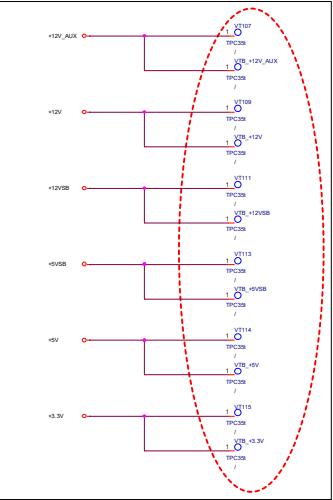 VT107
+12V_AUX
1
TPC35t
/
VTB_+12V_AUX
1
TPC35t
/
VT109
+12V
1
TPC35t
/
VTB_+12V
1
TPC35t
/
VT111
+12VSB
1
TPC35t
/
VTB_+12VSB
1
TPC35t
/
VT113
+5VSB
1
TPC35t
/
VTB_+5VSB
1
TPC35t
/
VT114
+5V
1
TPC35t
/
VTB_+5V
1
TPC35t
/
VT115
+3.3V
1
TPC35t
/
VTB_+3.3V
1
TPC35t
/